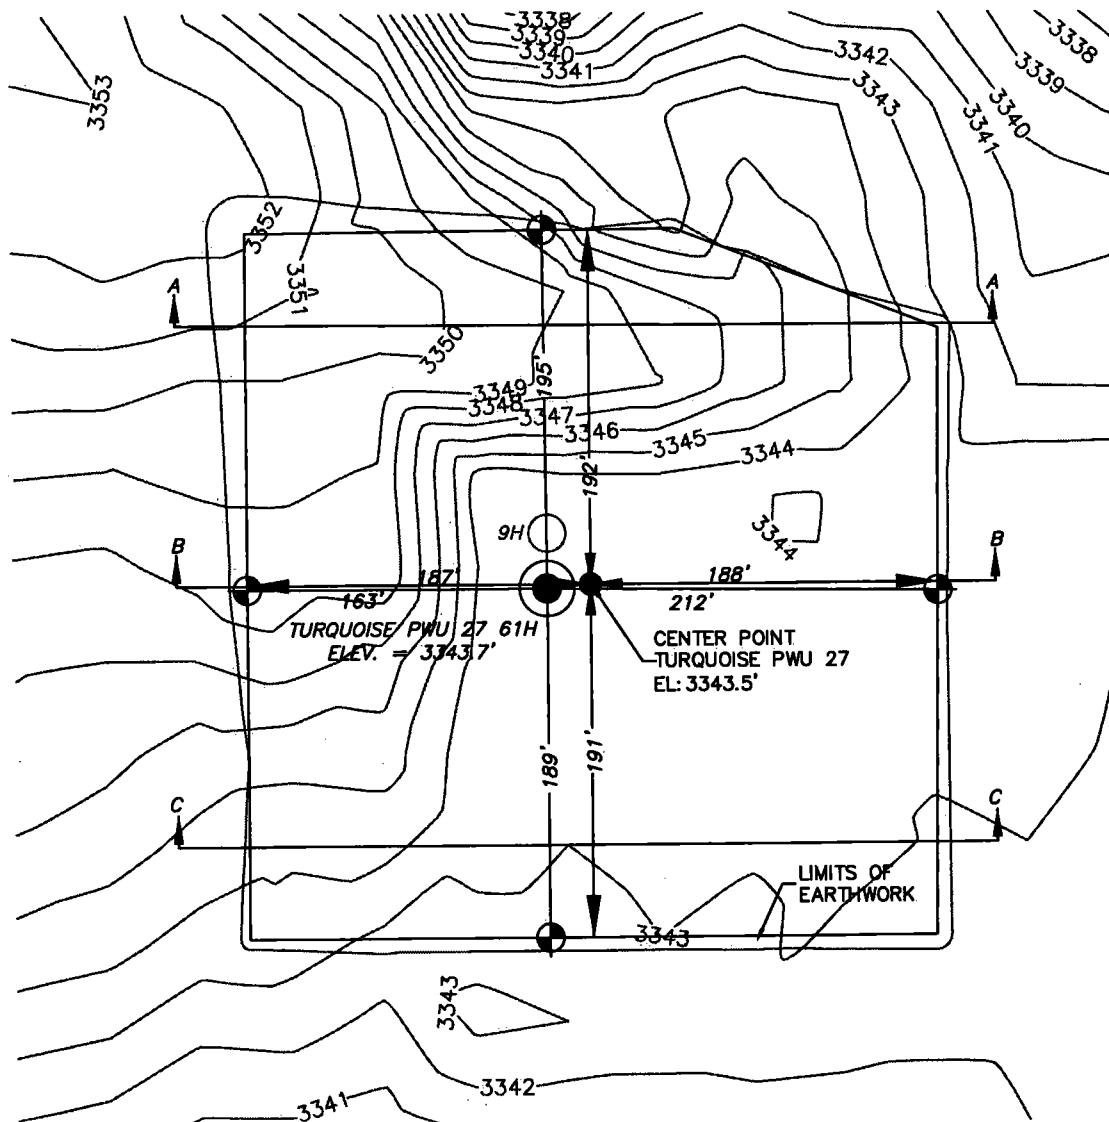 3338
3339
3340
3341
3342
3343
3338
3339
3340
3341
3353
3352
3351
3350
3349
3348
3347
3346
3345
3344
3344
A
A
195'
192'
9H
B
B
187'
163'
188'
212'
TURQUOISE PWU 27 61H
ELEV. = 3343.7'
CENTER POINT
TURQUOISE PWU 27
EL: 3343.5'
189'
191'
C
C
LIMITS OF
EARTHWORK
3343
3343
3342
3341